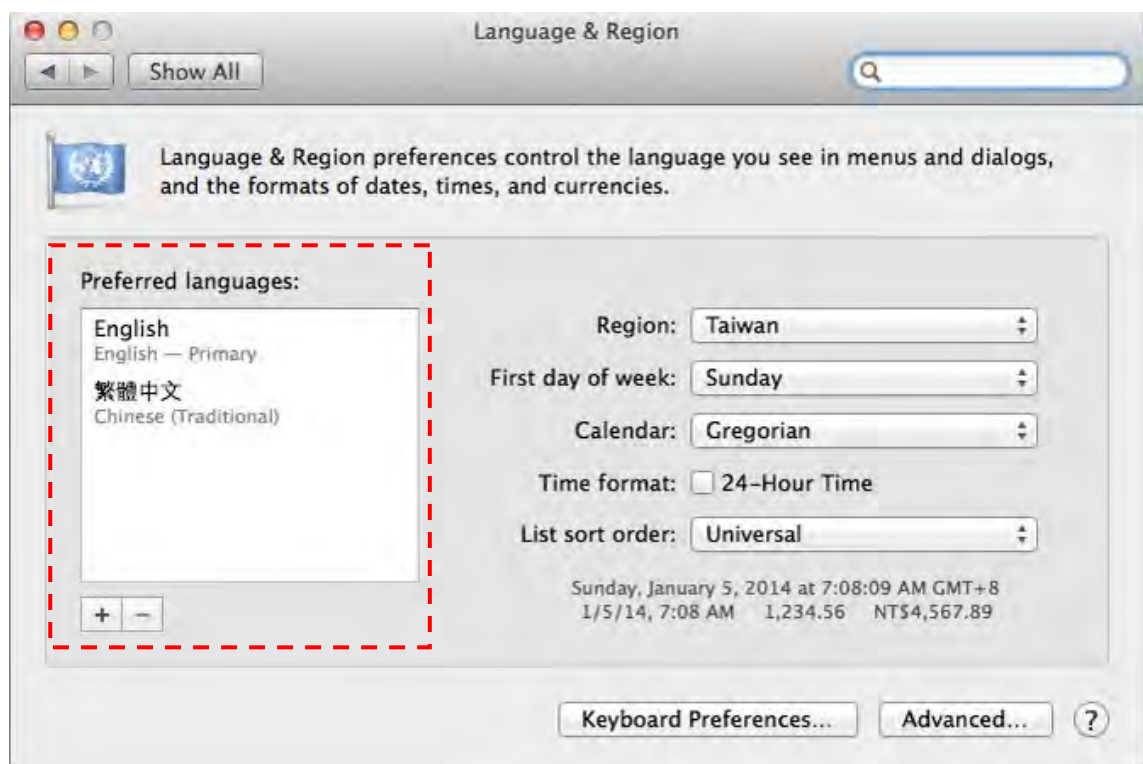 Language & Region
Show All
Language & Region preferences control the language you see in menus and dialogs,
and the formats of dates, times, and currencies.
Preferred languages:
English
English — Primary
繁體中文
Chinese (Traditional)
+ −
Region: Taiwan
First day of week: Sunday
Calendar: Gregorian
Time format: 24-Hour Time
List sort order: Universal
Sunday, January 5, 2014 at 7:08:09 AM GMT+8
1/5/14, 7:08 AM 1,234.56 NT$4,567.89
Keyboard Preferences... Advanced... ?